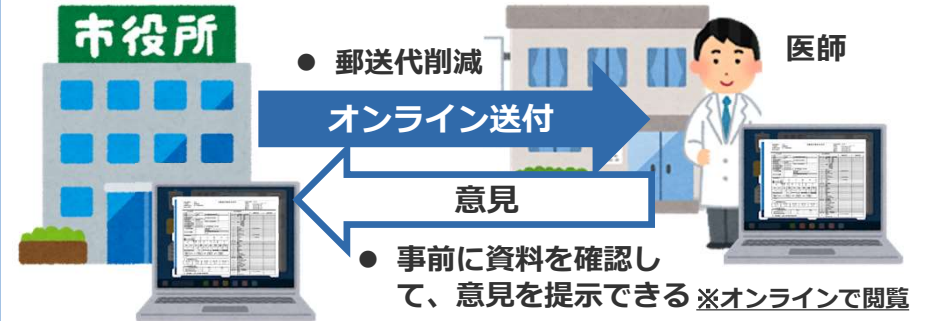 市役所
● 郵送代削減
医師
オンライン送付
意見
● 事前に資料を確認し
て、意見を提示できる ※オンラインで閲覧